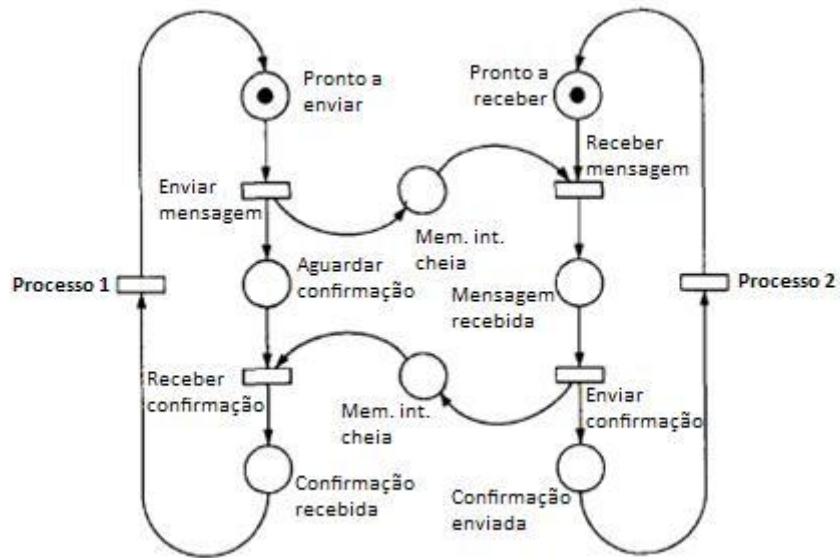 Pronto a
enviar
Pronto a
receber
Receber
mensagem
Enviar
mensagem
Mem. int.
cheia
Processo 1
Aguardar
confirmação
Mensagem
recebida
Processo 2
Receber
confirmação
Mem. int.
cheia
Enviar
confirmação
Confirmação
recebida
Confirmação
enviada